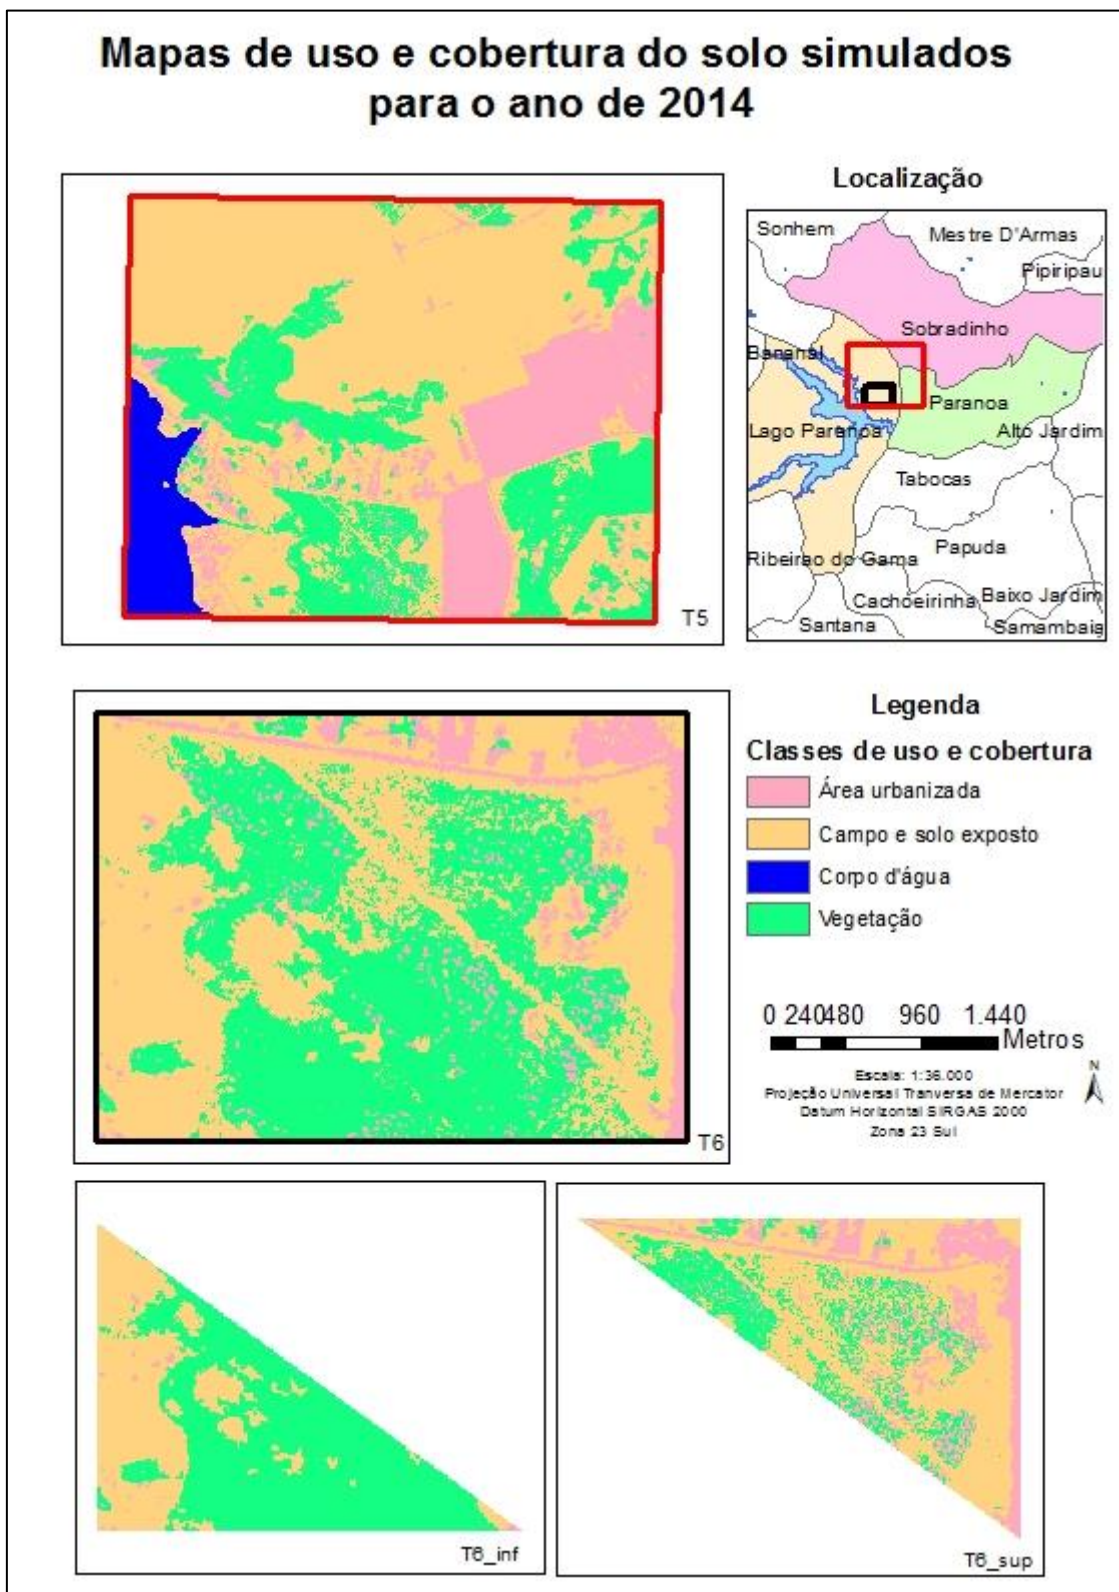 Mapas de uso e cobertura do solo simulados
para o ano de 2014
T5
Localização
Sonhem
Mestre D'Armas
Pipiripau
Sobradinho
Bananal
Paranoa
Lago Paranoa
Alto Jardim
Tabocas
Papuda
Ribeirao do Gama
Cachoeirinha
Baixo Jardim
Santana
Samambaia
T6
Legenda
Classes de uso e cobertura
Área urbanizada
Campo e solo exposto
Corpo d'água
Vegetação
0 240480 960 1.440
Metros
Escala: 1:36.000
Projeção Universal Tranversa de Mercator
Datum Horizontal SIRGAS 2000
Zona 23 Sul
N
T6_inf
T6_sup